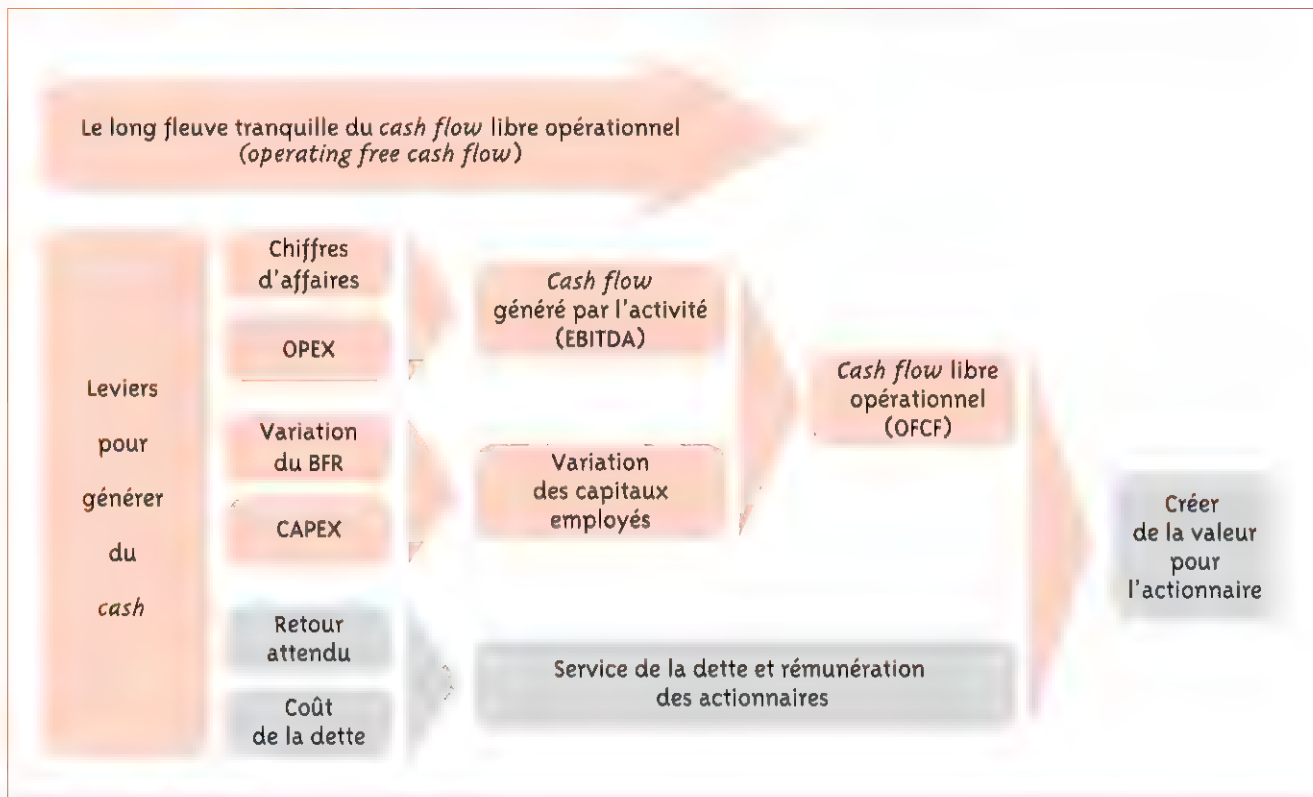 Le long fleuve tranquille du cash flow libre opérationnel
(operating free cash flow)
Leviers
pour
générer
du
cash
Chiffres
d'affaires
OPEX
Variation
du BFR
CAPEX
Retour
attendu
Coût
de la dette
Cash flow
généré par l'activité
(EBITDA)
Variation
des capitaux
employés
Service de la dette et rémunération
des actionnaires
Cash flow libre
opérationnel
(OFCF)
Créer
de la valeur
pour
l'actionnaire